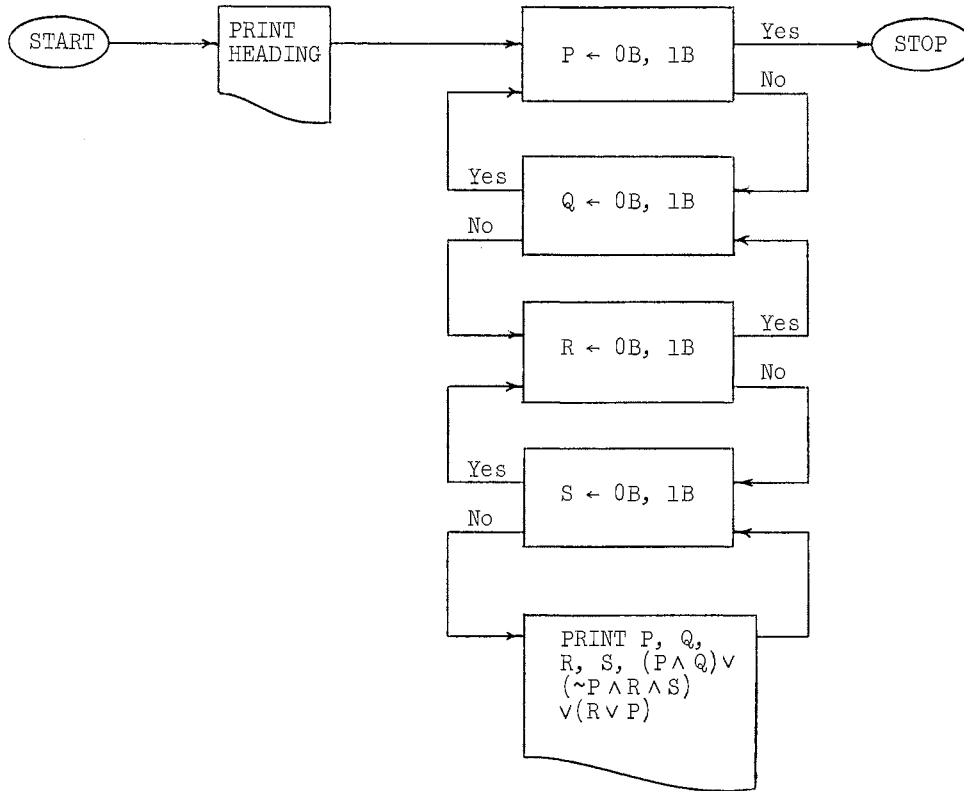 START
PRINT
HEADING
P ← 0B, 1B
Yes
STOP
No
Yes
Q ← 0B, 1B
No
R ← 0B, 1B
Yes
No
Yes
S ← 0B, 1B
No
PRINT P, Q,
R, S, (P∧Q)∨
(~P∧R∧S)
∨(R∨P)